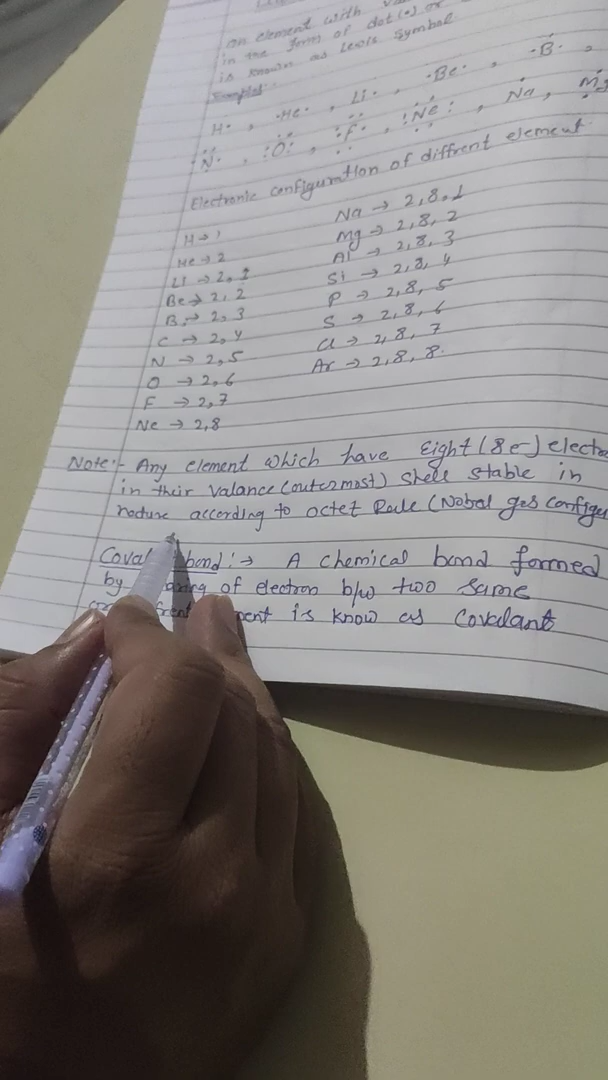 an element with
in the form of dot (•) or
is known as lewis symbol
Example:
H• , •He• , Li• , •Be• , •B• ,
N , :O: , :F• , :Ne: , Na , Mg
Electronic configuration of diffrent element
H → 1
He → 2
Li → 2, 1
Be → 2, 2
B → 2, 3
C → 2, 4
N → 2, 5
O → 2, 6
F → 2, 7
Ne → 2, 8
Na → 2, 8, 1
Mg → 2, 8, 2
Al → 2, 8, 3
Si → 2, 8, 4
P → 2, 8, 5
S → 2, 8, 6
Cl → 2, 8, 7
Ar → 2, 8, 8.
Note:- Any element which have Eight (8e-) electro
in their valance (outermost) shell stable in
nature according to octet Rule (Nobel gas configu
Coval bond :→ A chemical bond formed
by of electron b/w two same
is know as Covalant